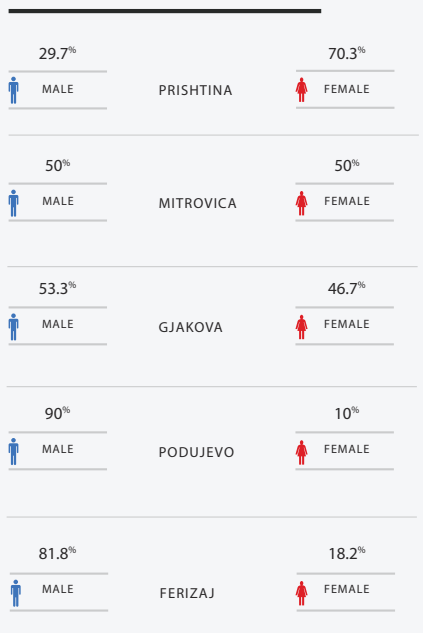 29.7% 70.3%
MALE PRISHTINA FEMALE
50% 50%
MALE MITROVICA FEMALE
53.3% 46.7%
MALE GJAKOVA FEMALE
90% 10%
MALE PODUJEVO FEMALE
81.8% 18.2%
MALE FERIZAJ FEMALE